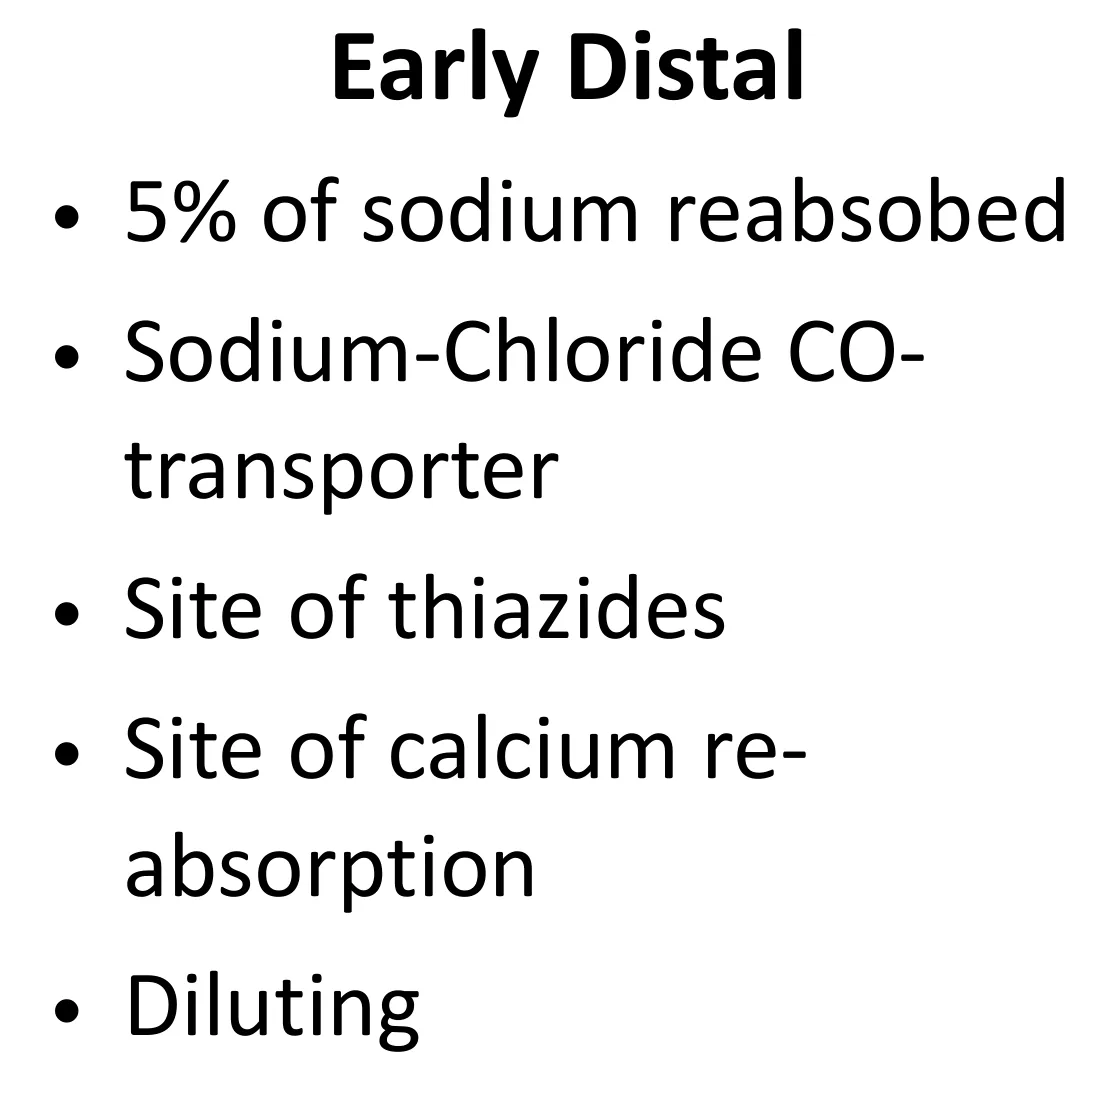 Early Distal
• 5% of sodium reabsobed
• Sodium-Chloride CO-
transporter
• Site of thiazides
• Site of calcium re-
absorption
• Diluting